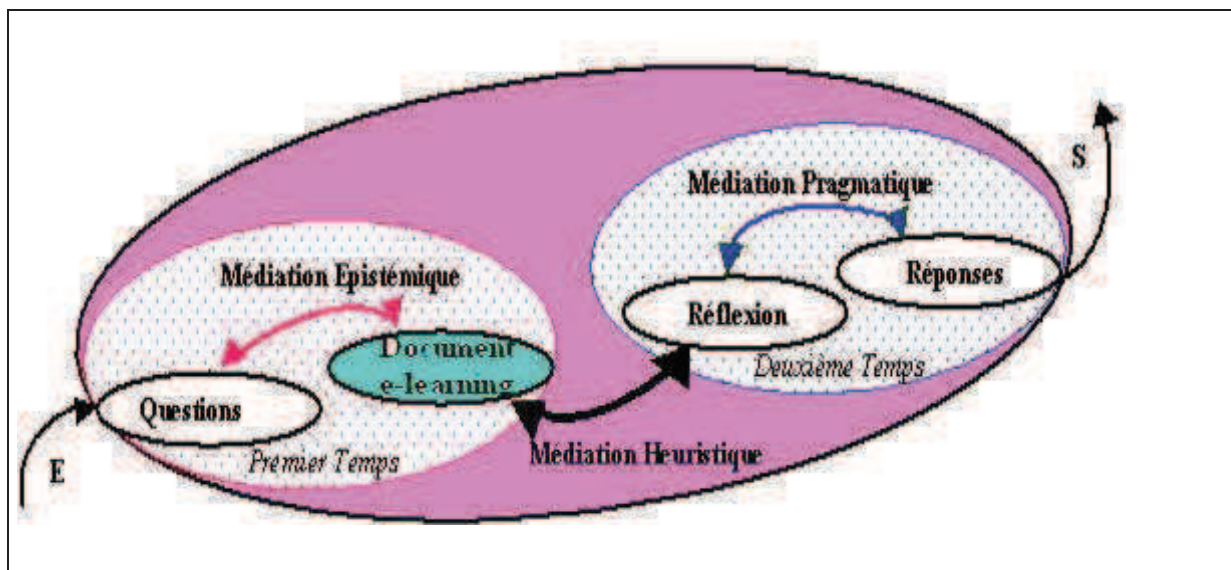 S
Médiation Pragmatique
Réponses
Réflexion
Deuxième Temps
Médiation Epistémique
Document
e-learning
Questions
Premier Temps
Médiation Heuristique
E